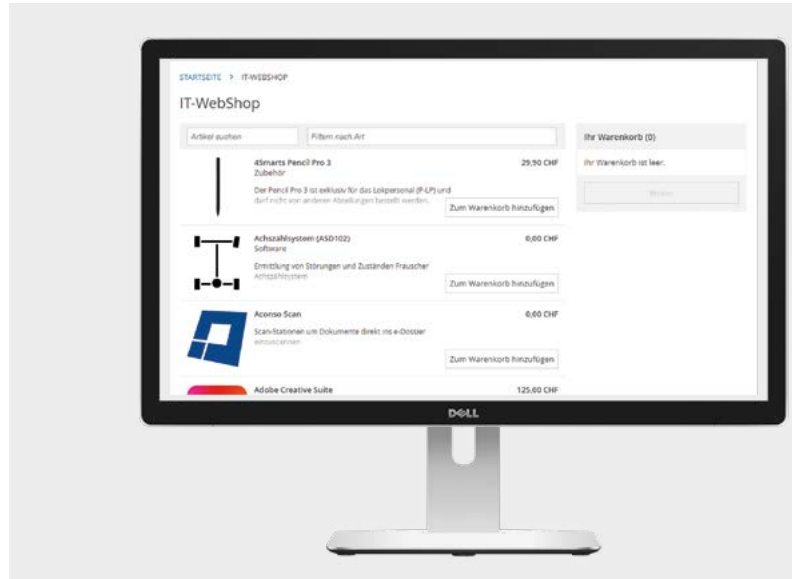 STARTSEITE > IT-WEBSHOP
IT-WebShop
Artikel suchen
Filtern nach Art
Ihr Warenkorb (0)
Ihr Warenkorb ist leer.
Weiter
4Smarts Pencil Pro 3
29,90 CHF
Zubehör
Der Pencil Pro 3 ist exklusiv für das Lokpersonal (P-LP) und
darf nicht von anderen Abteilungen bestellt werden.
Zum Warenkorb hinzufügen
Achszählsystem (ASD102)
0,00 CHF
Software
Ermittlung von Störungen und Zuständen Frauscher
Achszählsystem
Zum Warenkorb hinzufügen
Aconso Scan
0,00 CHF
Scan-Stationen um Dokumente direkt ins e-Dossier
einzuscannen
Zum Warenkorb hinzufügen
Adobe Creative Suite
125,60 CHF
DELL